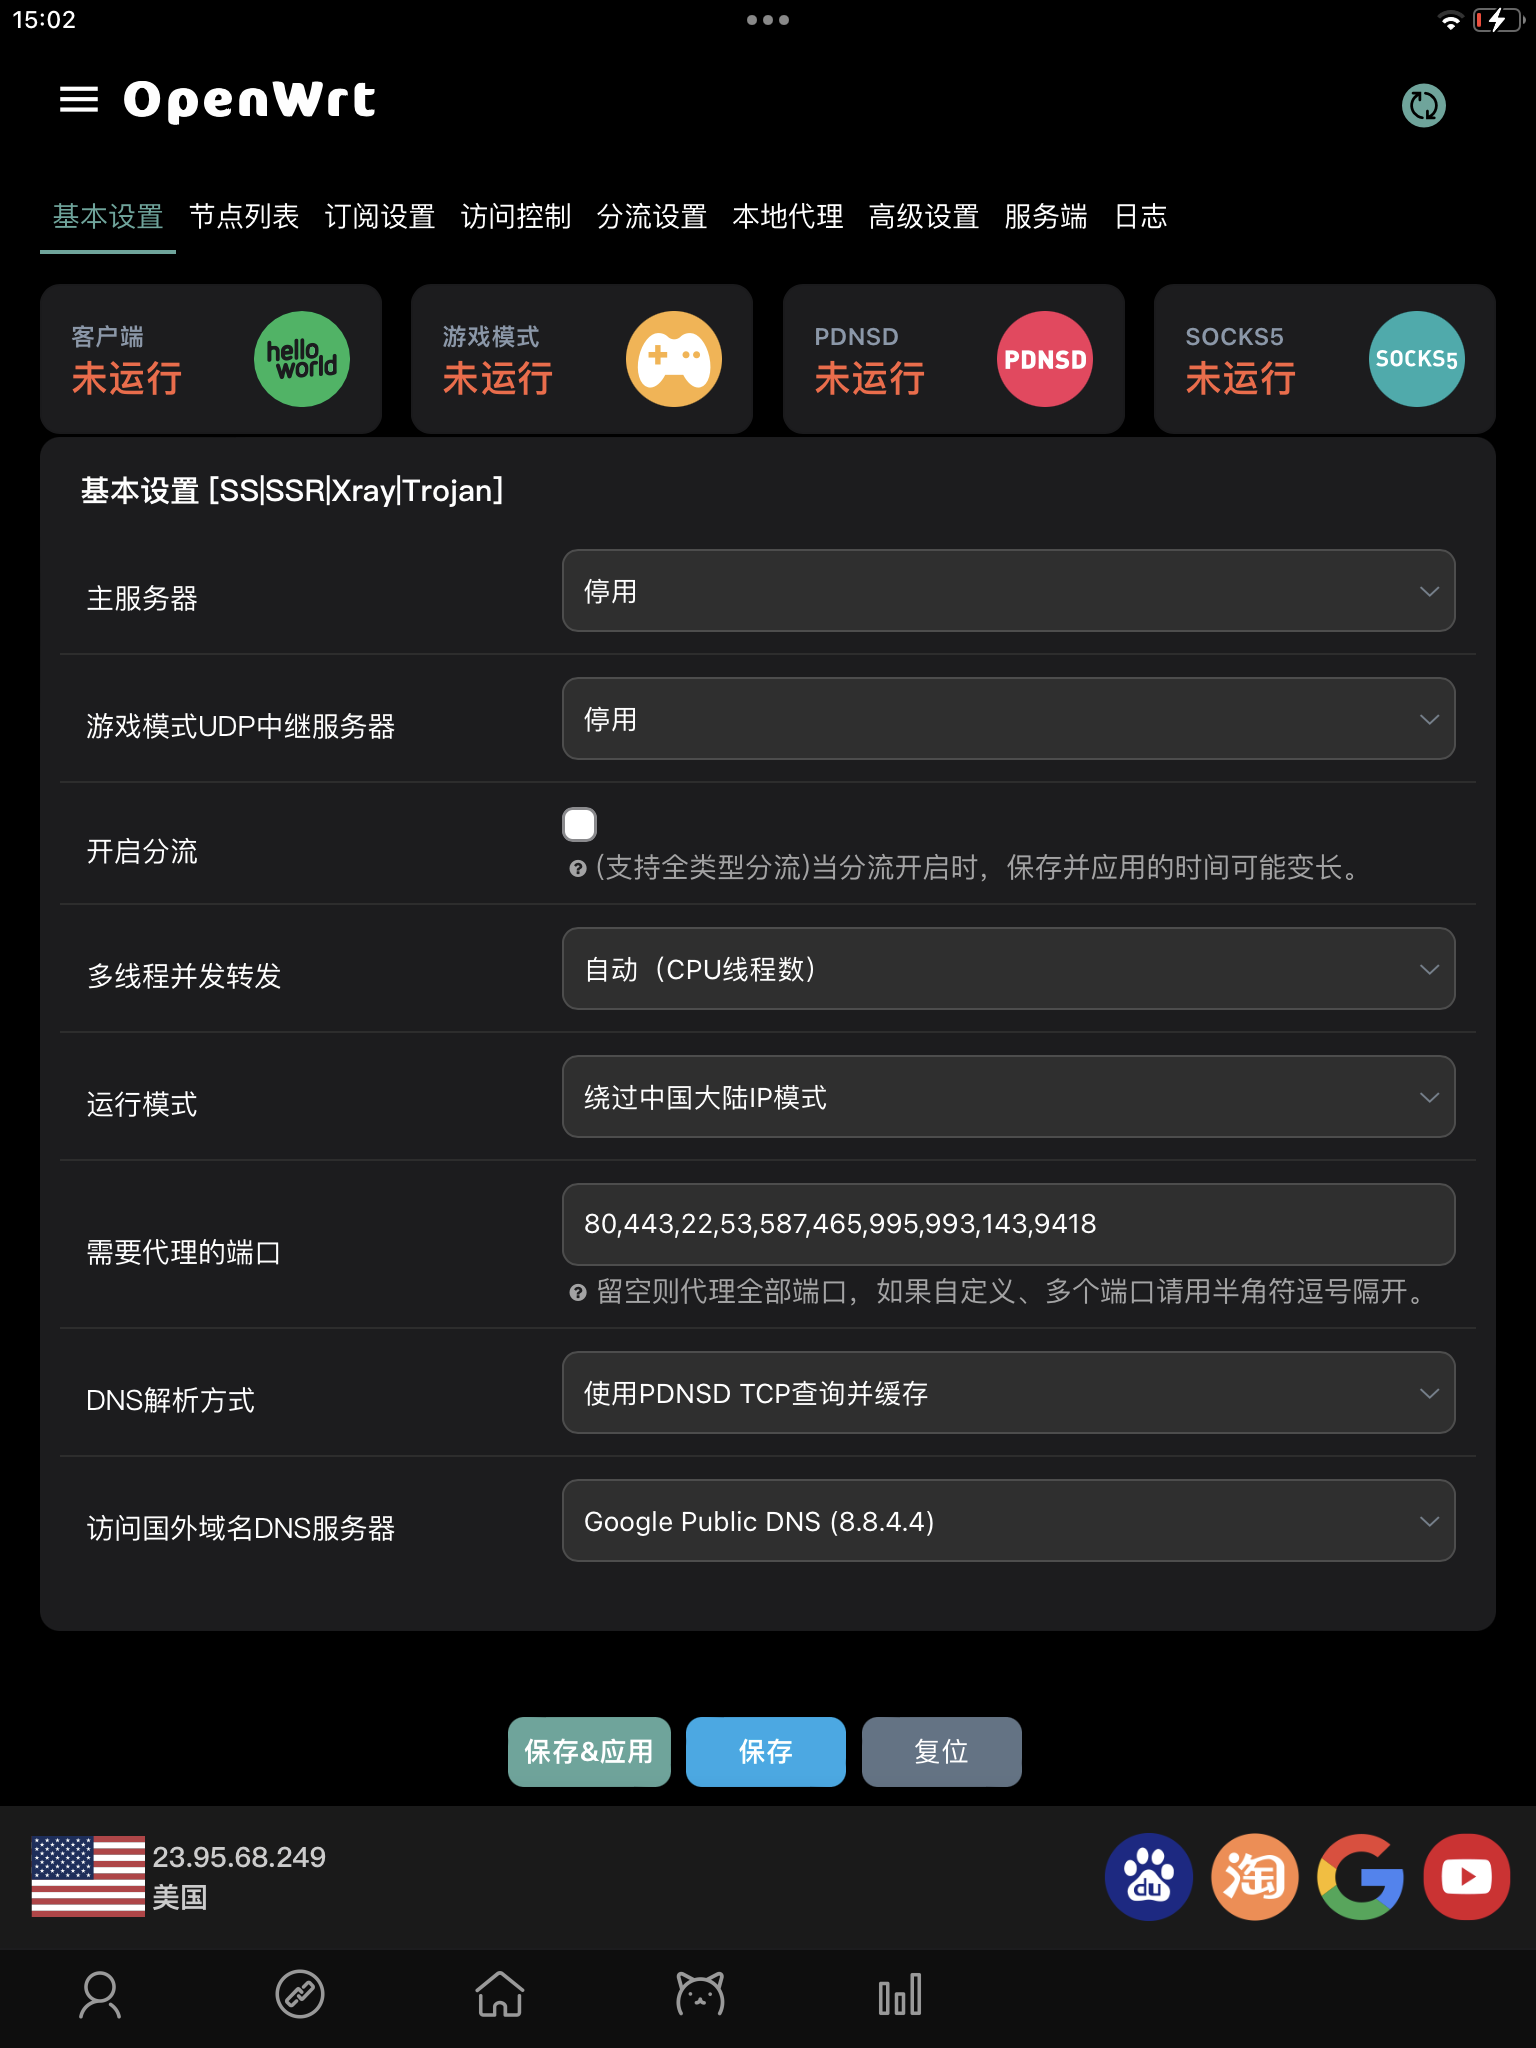 15:02
OpenWrt
基本设置 节点列表 订阅设置 访问控制 分流设置 本地代理 高级设置 服务端 日志
客户端
未运行
hello
world
游戏模式
未运行
PDNSD
未运行
PDNSD
SOCKS5
未运行
SOCKS5
基本设置 [SS|SSR|Xray|Trojan]
主服务器
停用
游戏模式UDP中继服务器
停用
开启分流
(支持全类型分流)当分流开启时，保存并应用的时间可能变长。
多线程并发转发
自动（CPU线程数）
运行模式
绕过中国大陆IP模式
需要代理的端口
80,443,22,53,587,465,995,993,143,9418
留空则代理全部端口，如果自定义、多个端口请用半角符逗号隔开。
DNS解析方式
使用PDNSD TCP查询并缓存
访问国外域名DNS服务器
Google Public DNS (8.8.4.4)
保存&应用
保存
复位
23.95.68.249
美国
du
淘
G